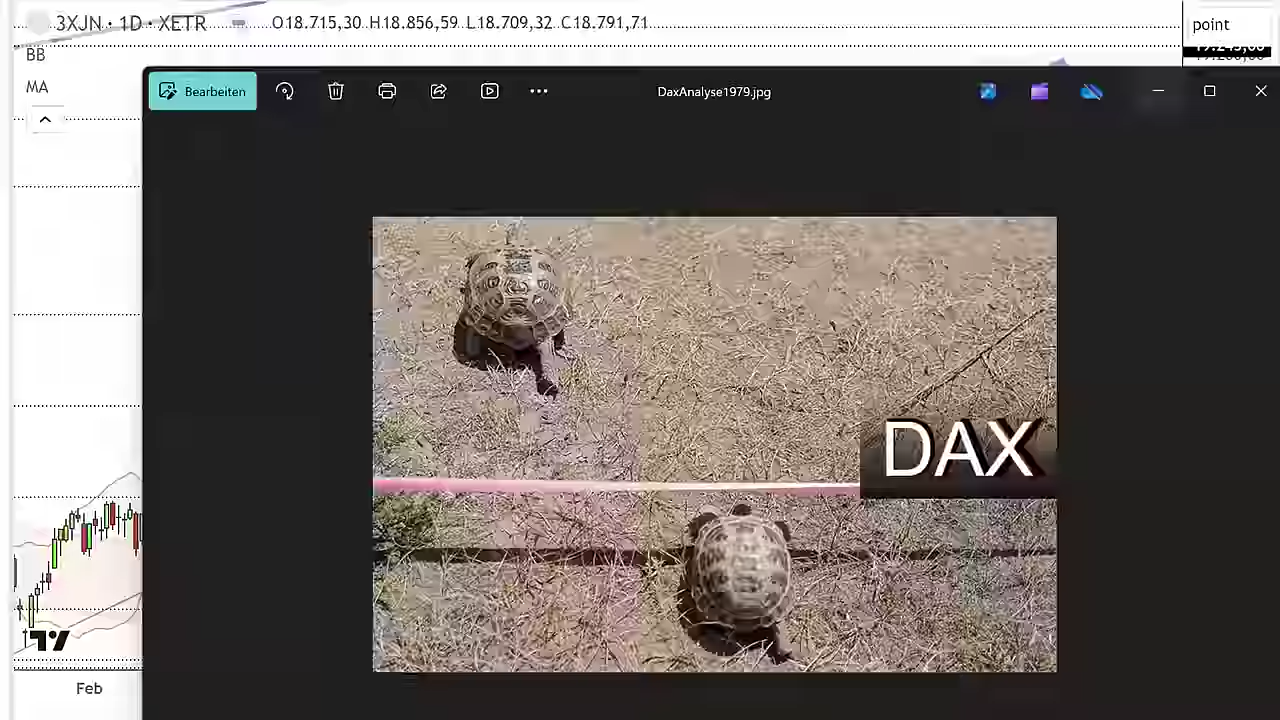 3XJN · 1D · XETR O18.715,30 H18.856,59 L18.709,32 C18.791,71
point
BB
MA
Bearbeiten
DaxAnalyse1979.jpg
DAX
Feb